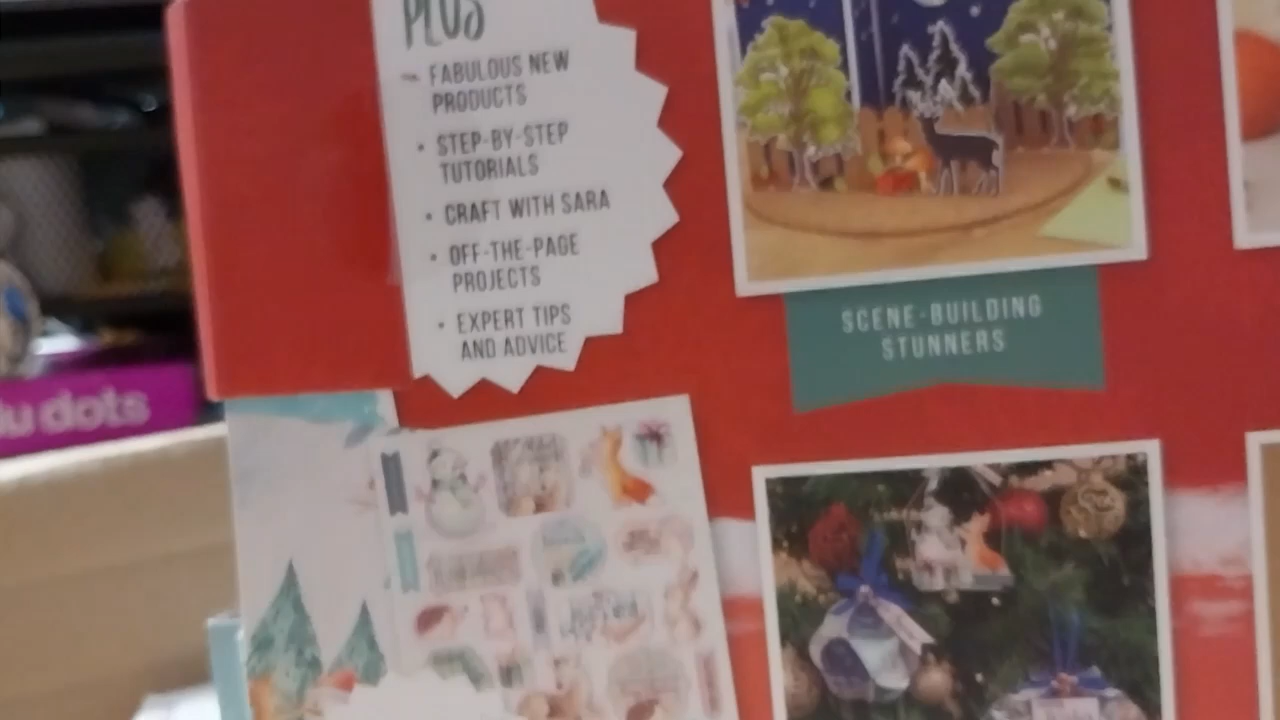 PLUS
FABULOUS NEW
PRODUCTS
• STEP-BY-STEP
TUTORIALS
• CRAFT WITH SARA
• OFF-THE-PAGE
PROJECTS
• EXPERT TIPS
AND ADVICE
SCENE-BUILDING
STUNNERS
dots